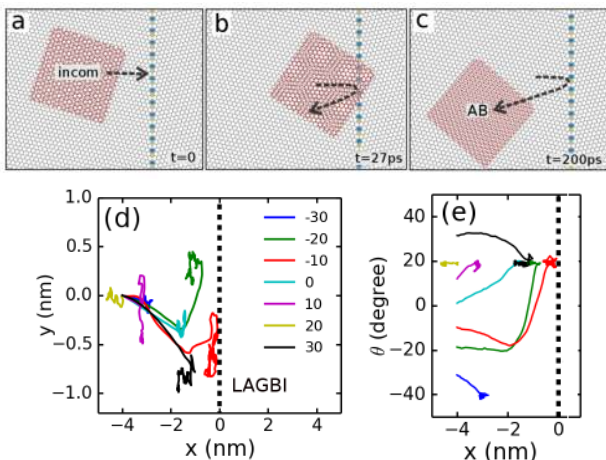 a
incom
t=0
b
t=27ps
c
AB
t=200ps
(d)
1.0
0.5
0.0
−0.5
−1.0
y (nm)
-30
-20
-10
0
10
20
30
LAGBI
−4 −2 0 2 4
x (nm)
(e)
40
20
0
−20
−40
θ (degree)
−4 −2 0
x (nm)